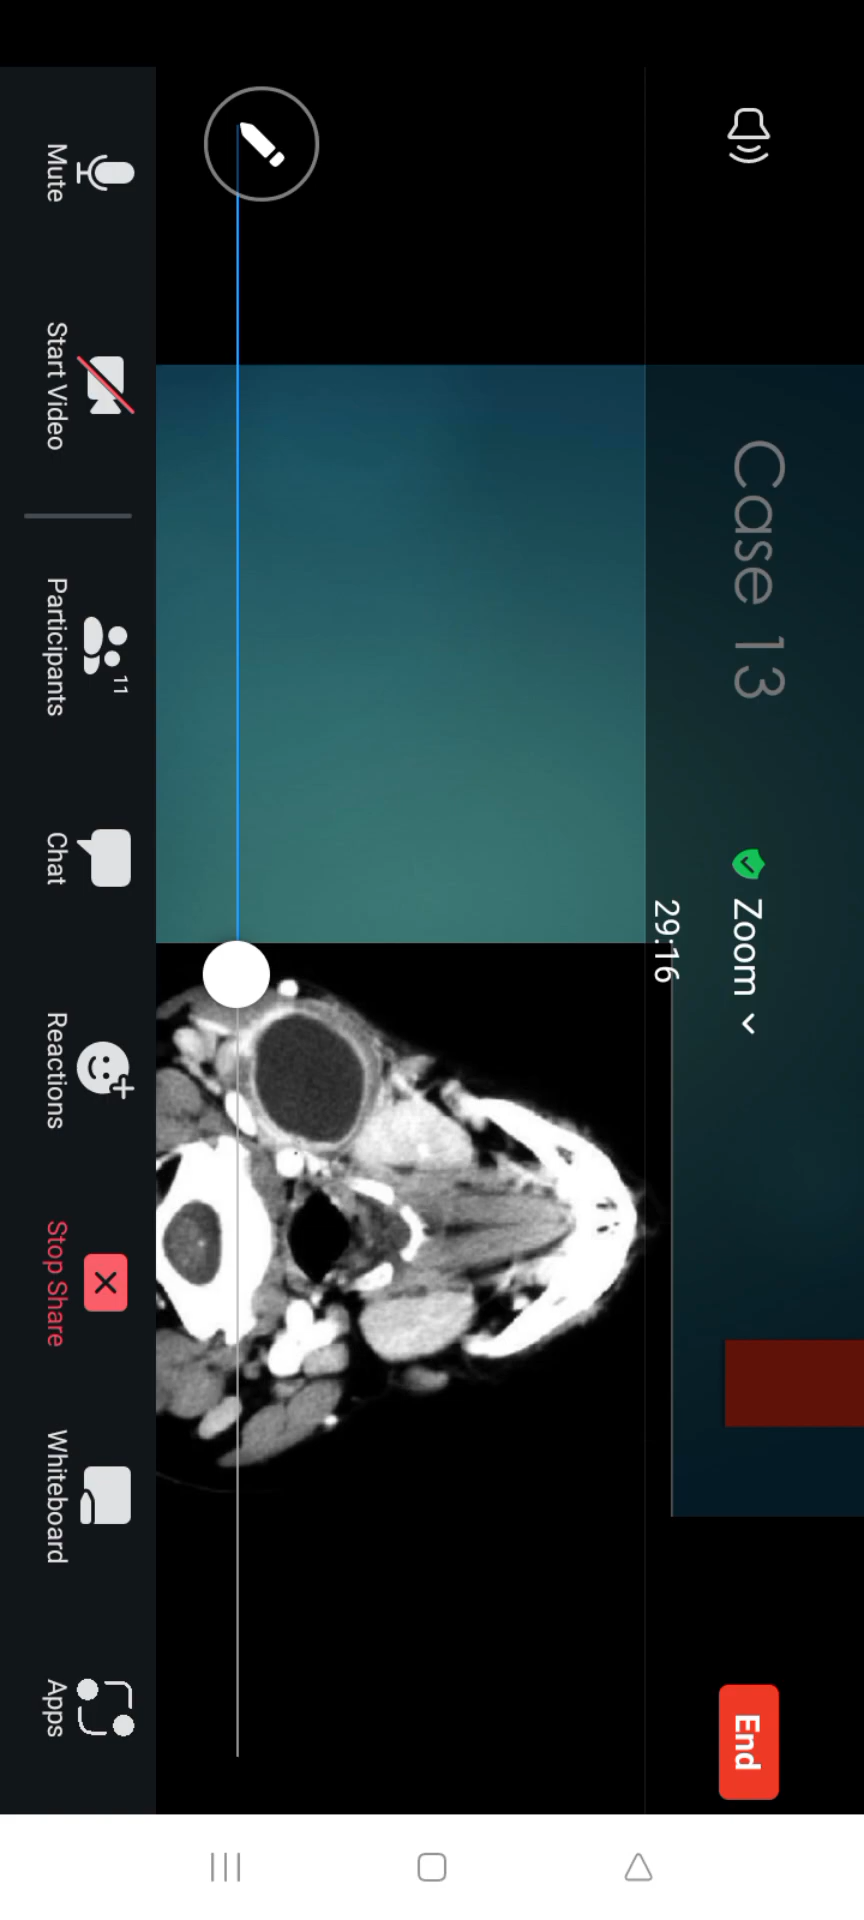 Case 13
Zoom
End
29:16
Mute
Start Video
11
Participants
Chat
Reactions
Stop Share
Whiteboard
Apps